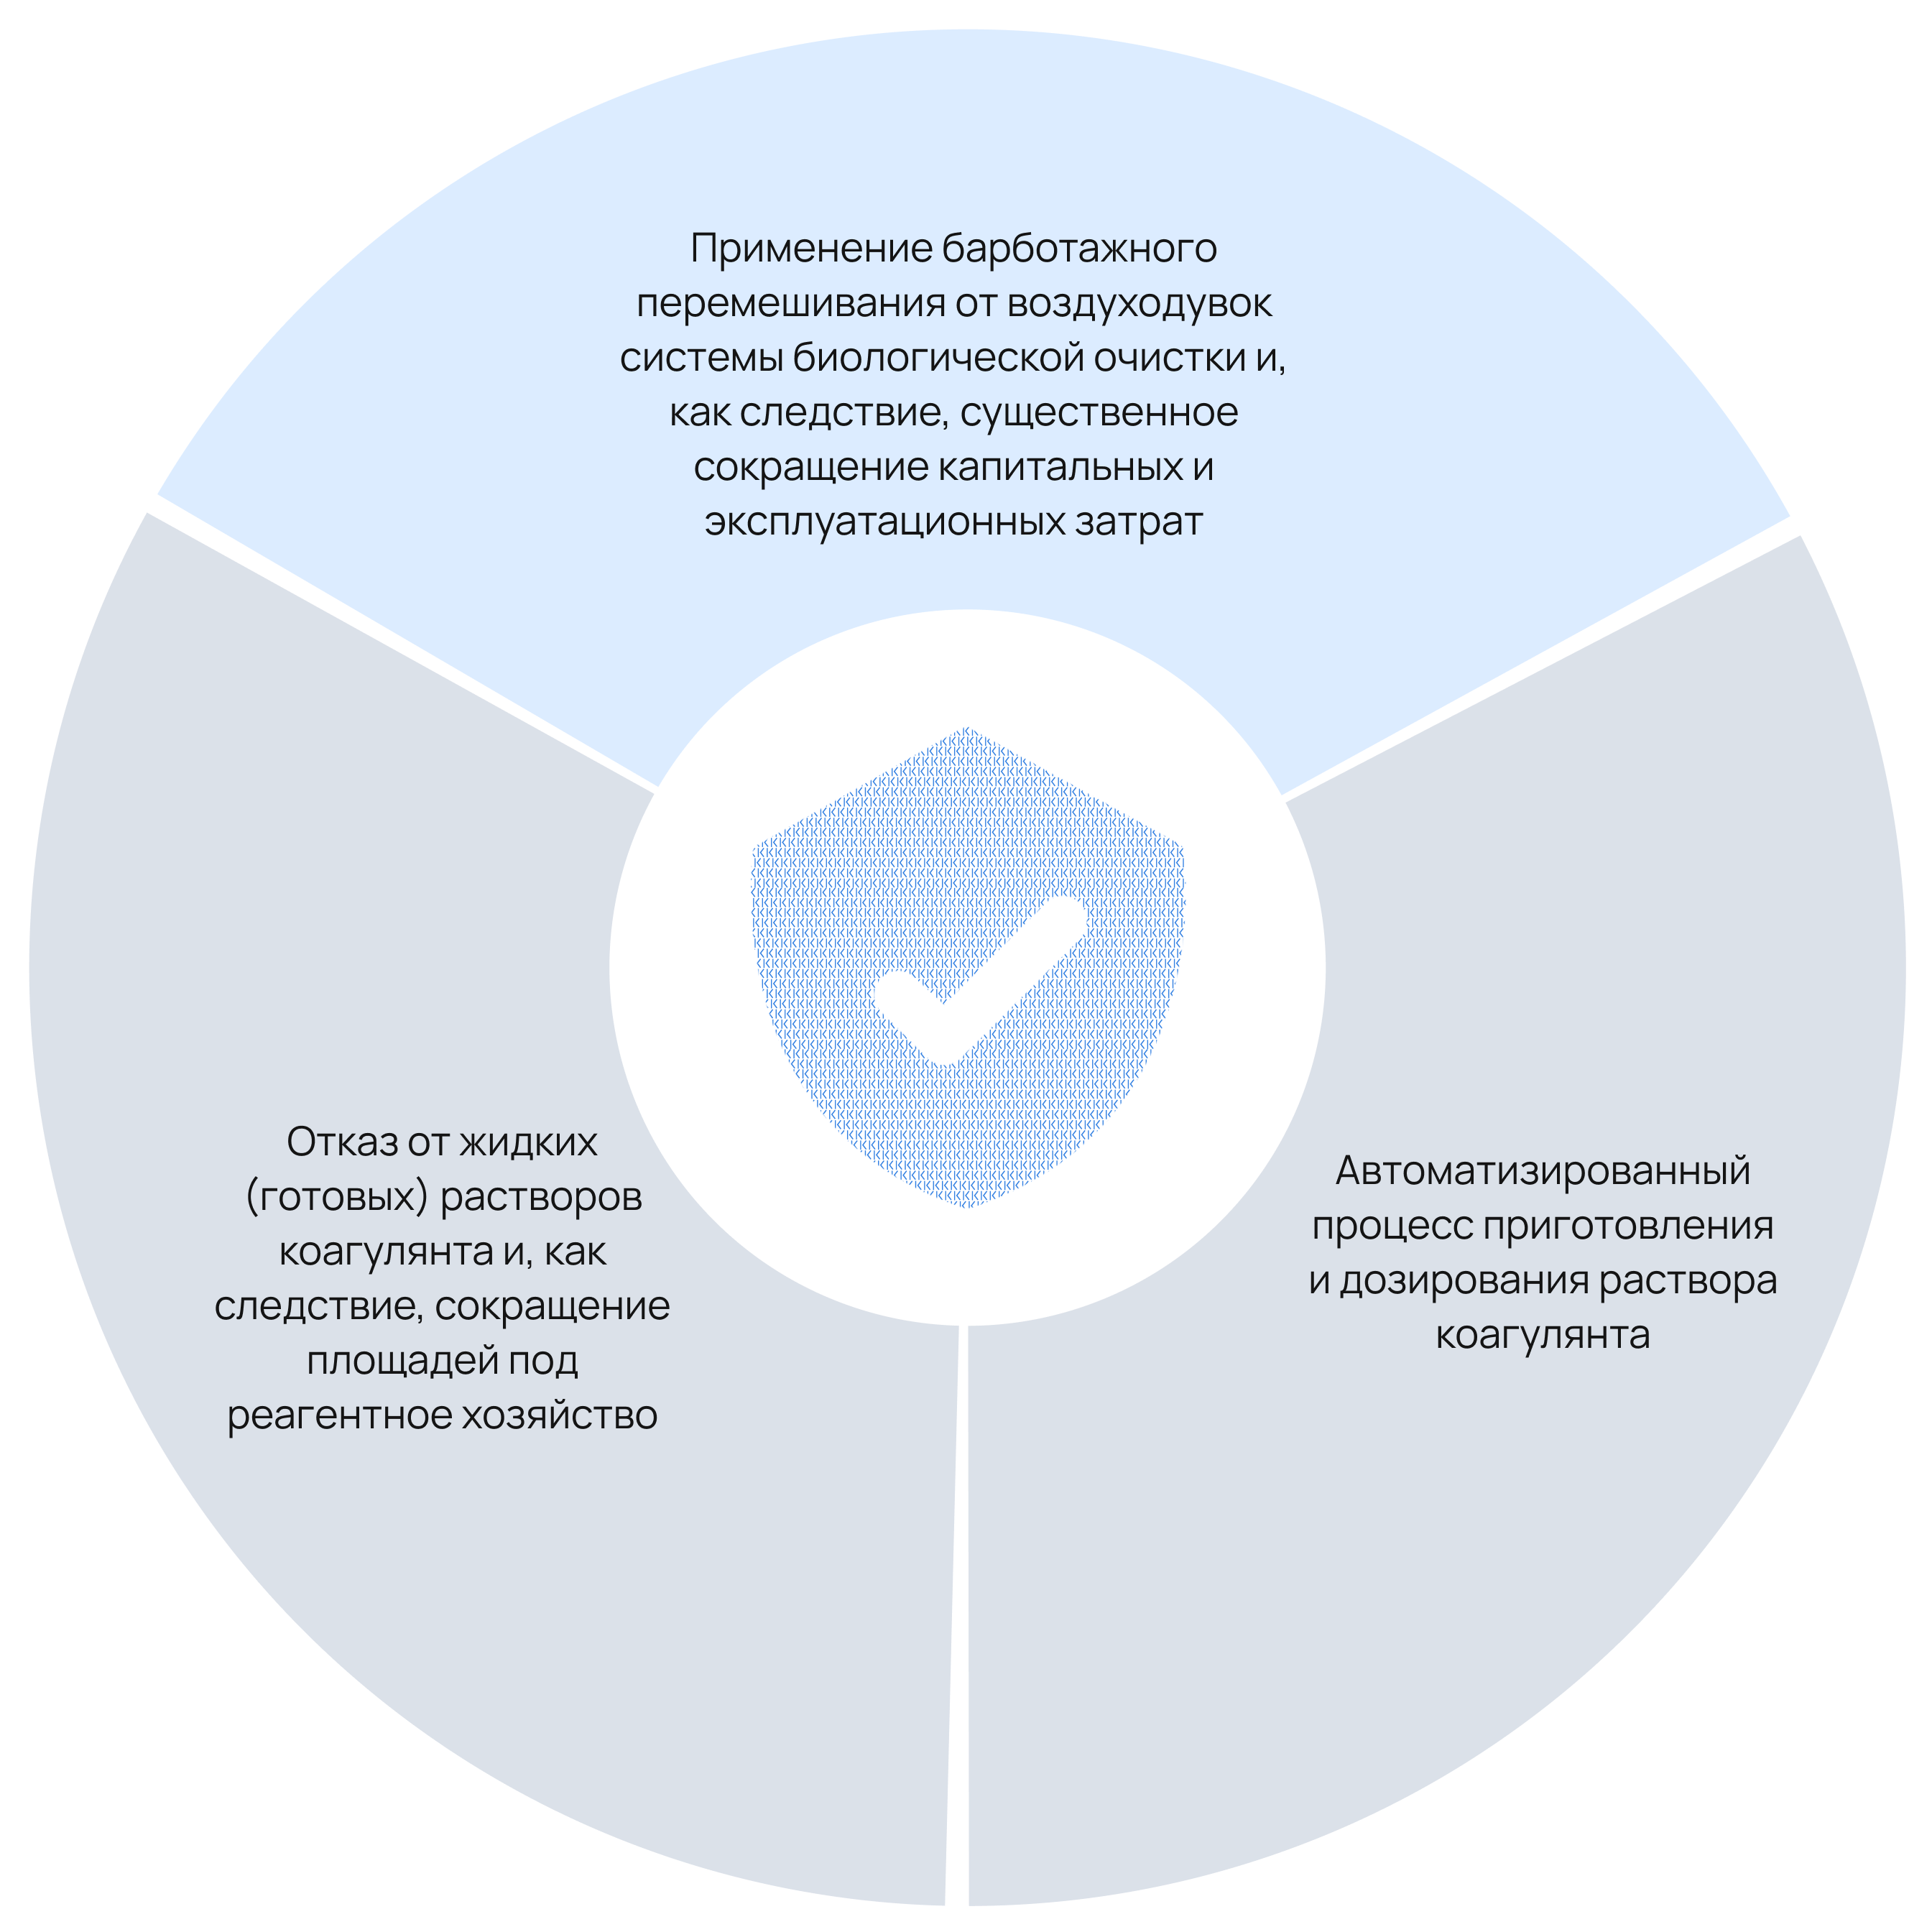 Применение барботажного
перемешивания от воздуходувок
системы биологической очистки и,
как следствие, существенное
сокращение капитальных и
эксплуатационных затрат
Отказ от жидких
(готовых) растворов
коагулянта и, как
следствие, сокращение
площадей под
реагентное хозяйство
Автоматизированный
процесс приготовления
и дозирования раствора
коагулянта